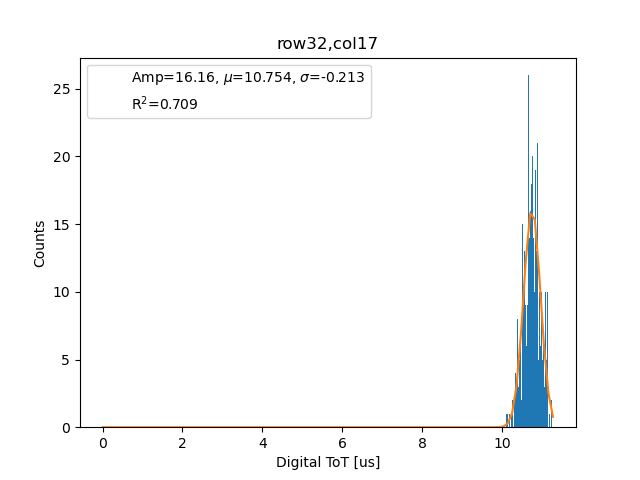 row32,col17
Amp=16.16, μ=10.754, σ=-0.213
R²=0.709
25
20
15
10
5
0
Counts
0 2 4 6 8 10
Digital ToT [us]